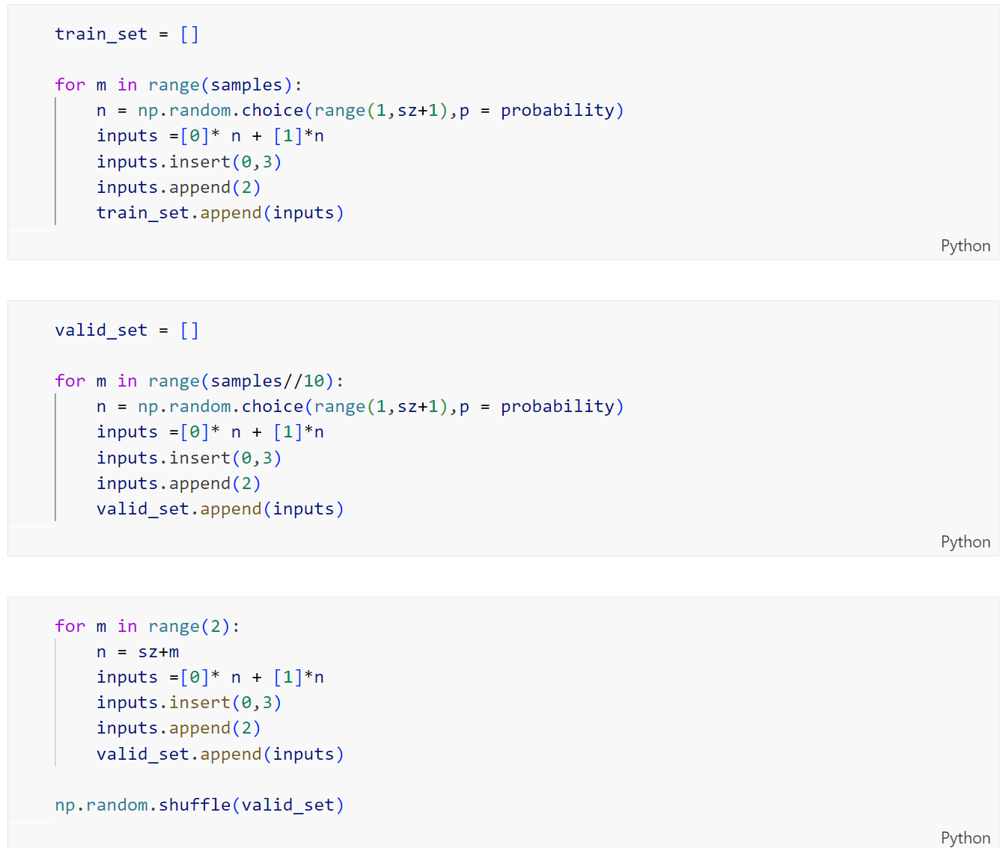 train_set = []
for m in range(samples):
    n = np.random.choice(range(1,sz+1),p = probability)
    inputs =[0]* n + [1]*n
    inputs.insert(0,3)
    inputs.append(2)
    train_set.append(inputs)
Python
valid_set = []
for m in range(samples//10):
    n = np.random.choice(range(1,sz+1),p = probability)
    inputs =[0]* n + [1]*n
    inputs.insert(0,3)
    inputs.append(2)
    valid_set.append(inputs)
Python
for m in range(2):
    n = sz+m
    inputs =[0]* n + [1]*n
    inputs.insert(0,3)
    inputs.append(2)
    valid_set.append(inputs)
np.random.shuffle(valid_set)
Python